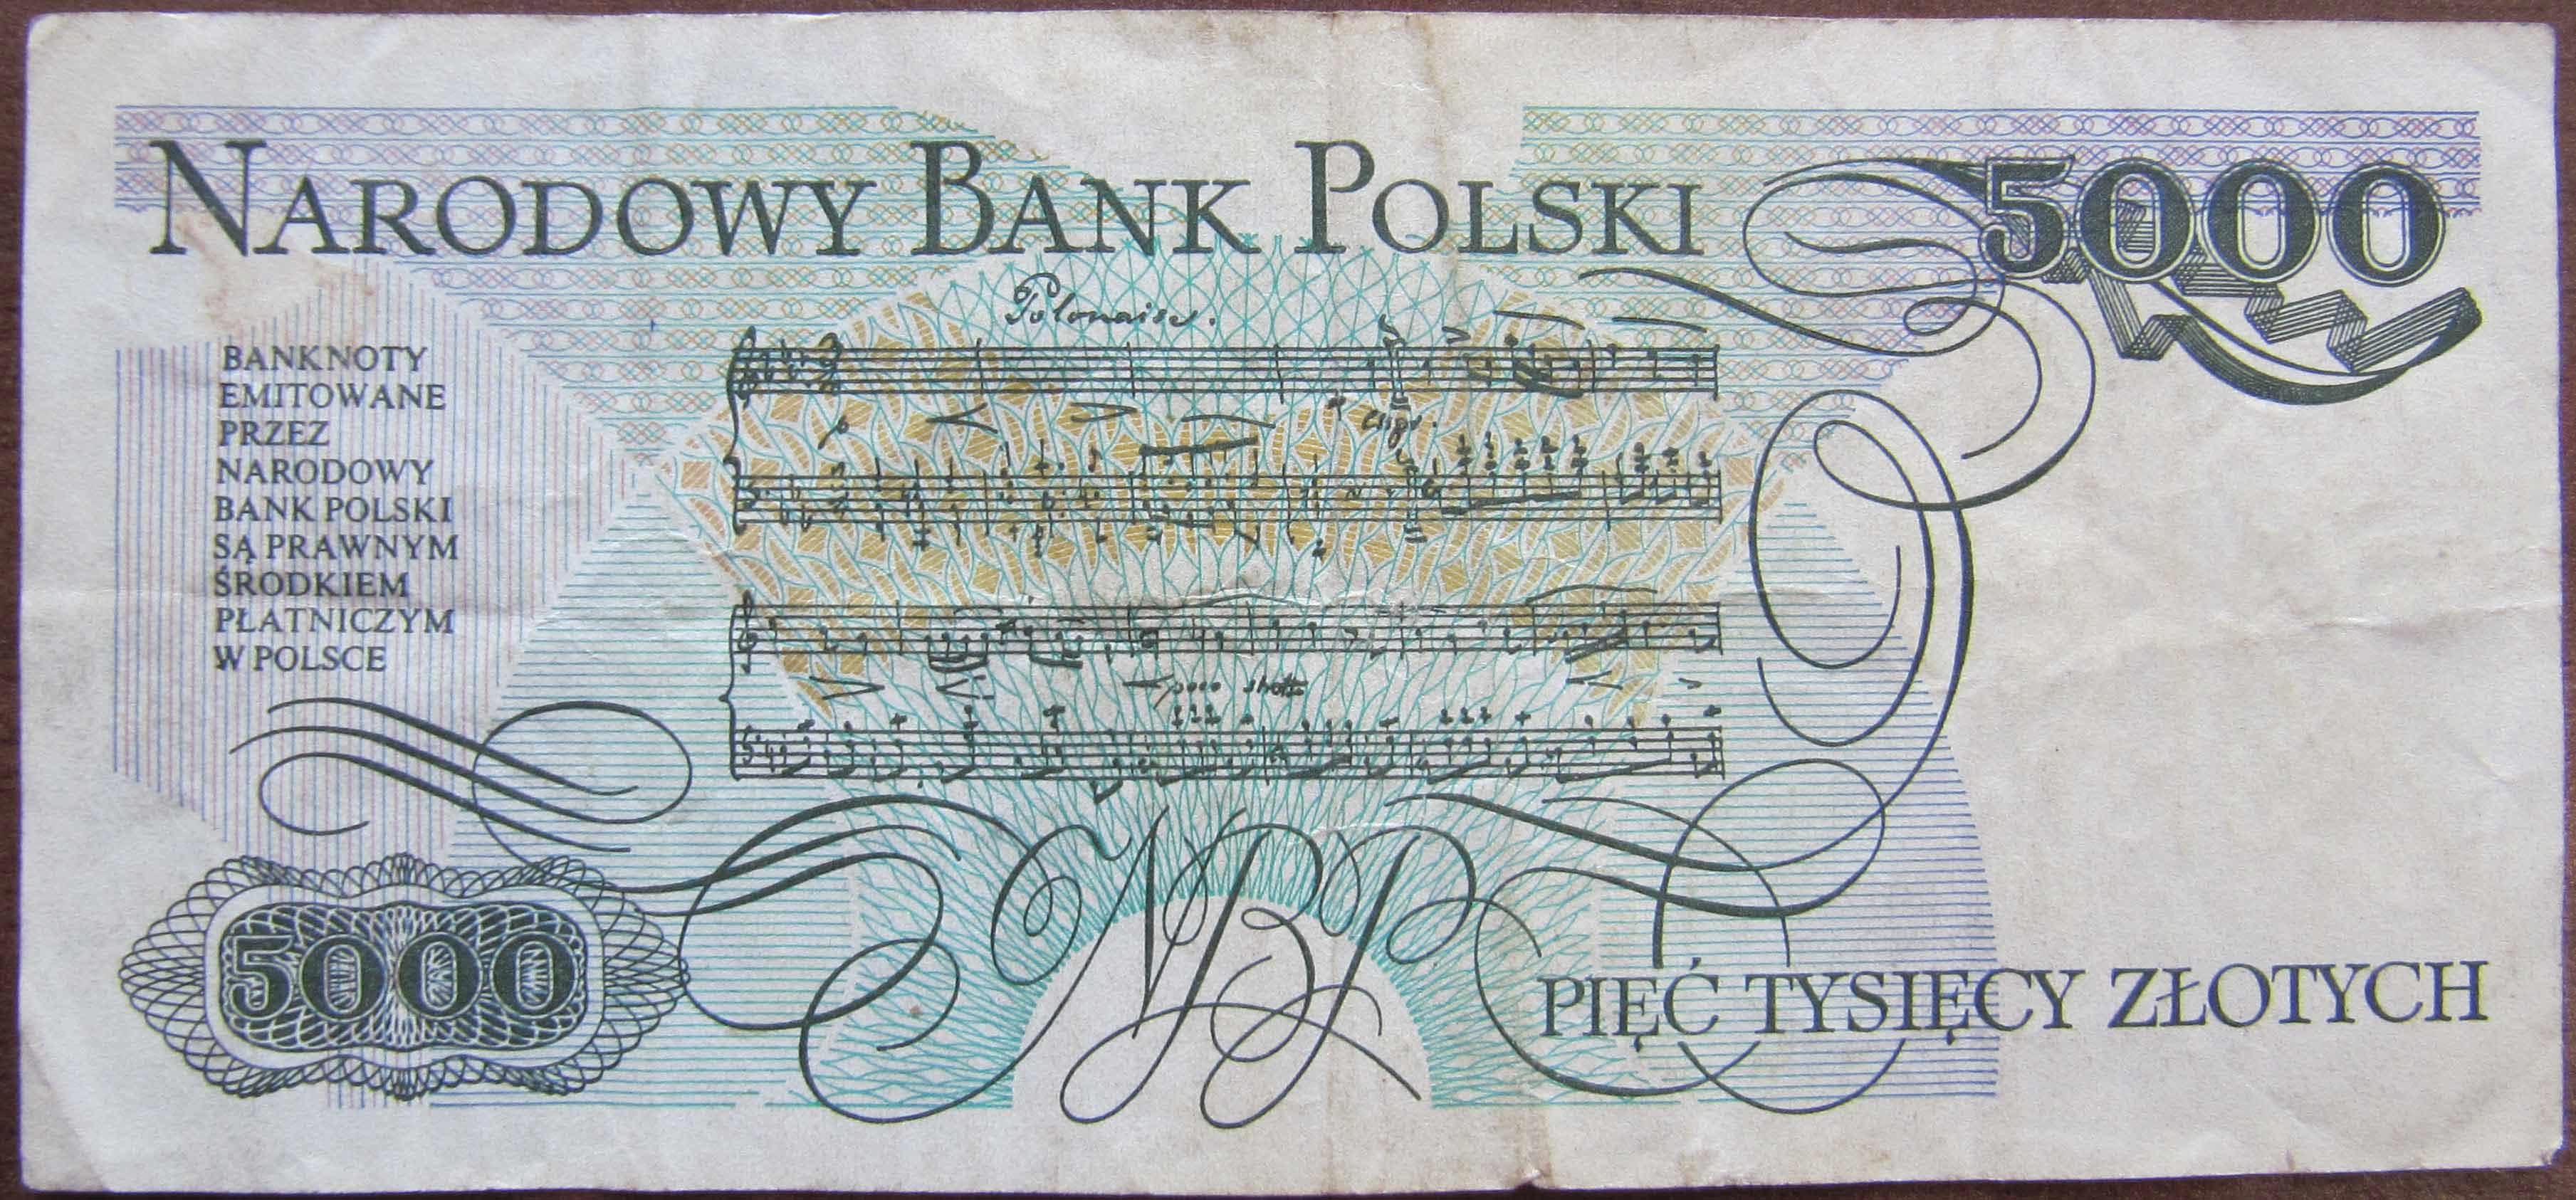 NARODOWY BANK POLSKI
5000
Polonaise.
BANKNOTY
EMITOWANE
PRZEZ
NARODOWY
BANK POLSKI
SĄ PRAWNYM
ŚRODKIEM
PŁATNICZYM
W POLSCE
poco
NBP
5000
PIĘĆ TYSIĘCY ZŁOTYCH